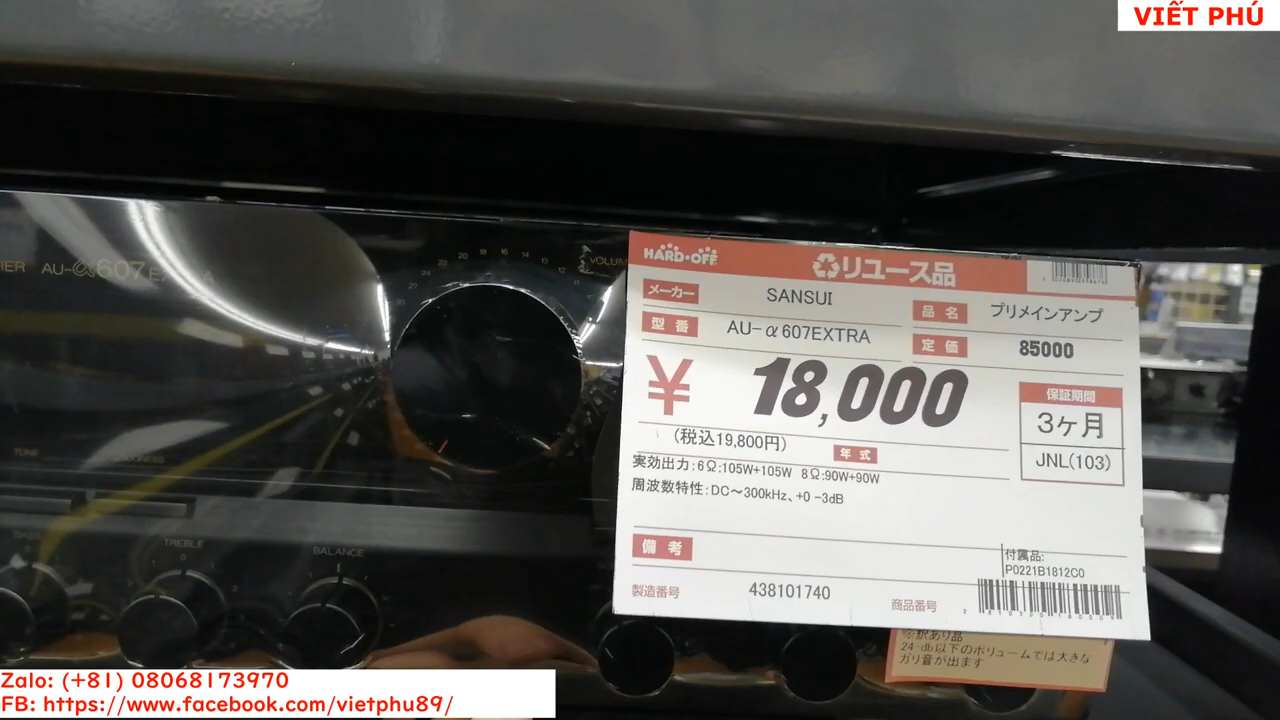 VIẾT PHÚ
AU-α607 EXTRA
VOLUM
TONE
TREBLE
BALANCE
HARD・OFF
リユース品
メーカー SANSUI
品名 プリメインアンプ
型番 AU-α607EXTRA
定価 85000
¥18,000
(税込19,800円)
保証期間
3ヶ月
JNL(103)
年式
実効出力:6Ω:105W+105W 8Ω:90W+90W
周波数特性:DC〜300kHz、+0 -3dB
備考
付属品:
P0221B1812C0
製造番号 438101740
商品番号
※訳あり品
24-db以下のボリュームでは大きな
ガリ音が出ます
Zalo: (+81) 08068173970
FB: https://www.facebook.com/vietphu89/